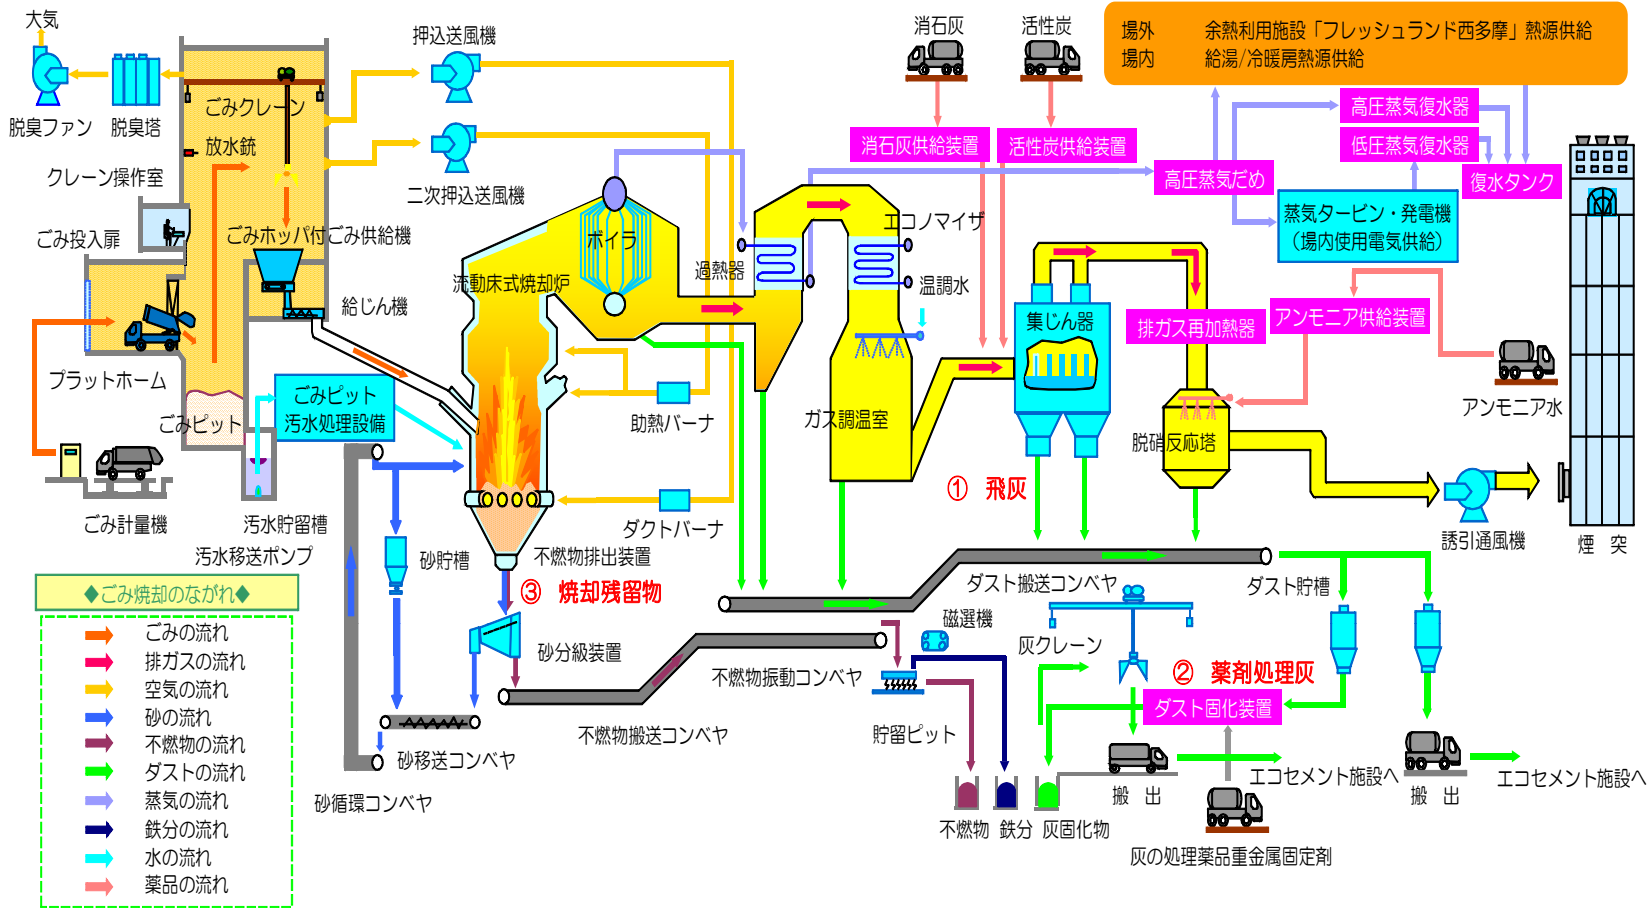 大気
脱臭ファン
脱臭塔
ごみクレーン
放水銃
クレーン操作室
ごみ投入扉
ごみホッパ付ごみ供給機
給じん機
プラットホーム
ごみピット
ごみピット
汚水処理設備
ごみ計量機
汚水貯留槽
汚水移送ポンプ
押込送風機
二次押込送風機
流動床式焼却炉
ボイラ
過熱器
エコノマイザ
温調水
ガス調温室
助熱バーナ
ダクトバーナ
消石灰
活性炭
消石灰供給装置
活性炭供給装置
場外 余熱利用施設「フレッシュランド西多摩」熱源供給
場内 給湯/冷暖房熱源供給
高圧蒸気復水器
低圧蒸気復水器
高圧蒸気だめ
復水タンク
蒸気タービン・発電機
（場内使用電気供給）
集じん器
排ガス再加熱器
アンモニア供給装置
アンモニア水
脱硝反応塔
誘引通風機
煙 突
① 飛灰
砂貯槽
不燃物排出装置
③ 焼却残留物
砂分級装置
砂移送コンベヤ
砂循環コンベヤ
不燃物搬送コンベヤ
不燃物振動コンベヤ
磁選機
貯留ピット
不燃物
鉄分
灰固化物
ダスト搬送コンベヤ
ダスト貯槽
灰クレーン
② 薬剤処理灰
ダスト固化装置
搬 出
エコセメント施設へ
搬 出
エコセメント施設へ
灰の処理薬品重金属固定剤
◆ごみ焼却のながれ◆
ごみの流れ
排ガスの流れ
空気の流れ
砂の流れ
不燃物の流れ
ダストの流れ
蒸気の流れ
鉄分の流れ
水の流れ
薬品の流れ